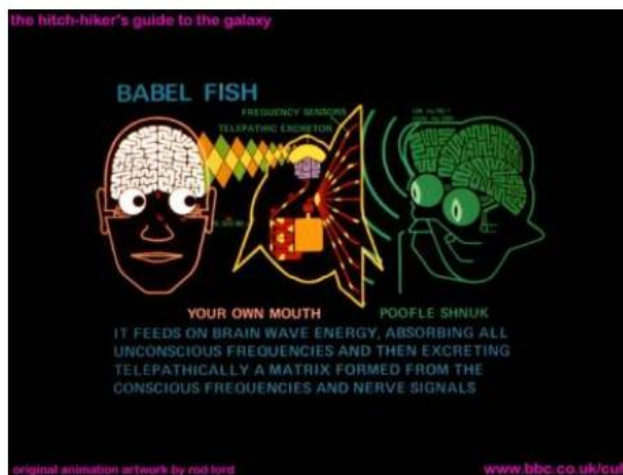 the hitch-hiker's guide to the galaxy
BABEL FISH
FREQUENCY SENSORS
TELEPATHIC EXCRETOR
YOUR OWN MOUTH
POOFLE SHNUK
IT FEEDS ON BRAIN WAVE ENERGY, ABSORBING ALL
UNCONSCIOUS FREQUENCIES AND THEN EXCRETING
TELEPATHICALLY A MATRIX FORMED FROM THE
CONSCIOUS FREQUENCIES AND NERVE SIGNALS
original animation artwork by rod lord
www.bbc.co.uk/cult